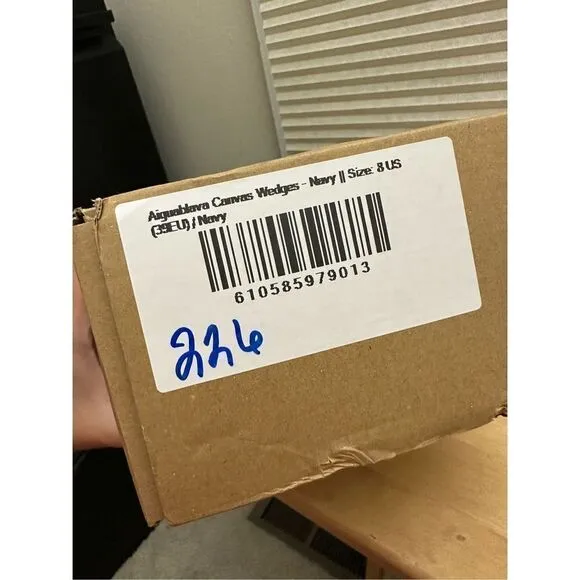 Aiguablava Canvas Wedges - Navy || Size: 8 US
(39EU) / Navy
610585979013
226